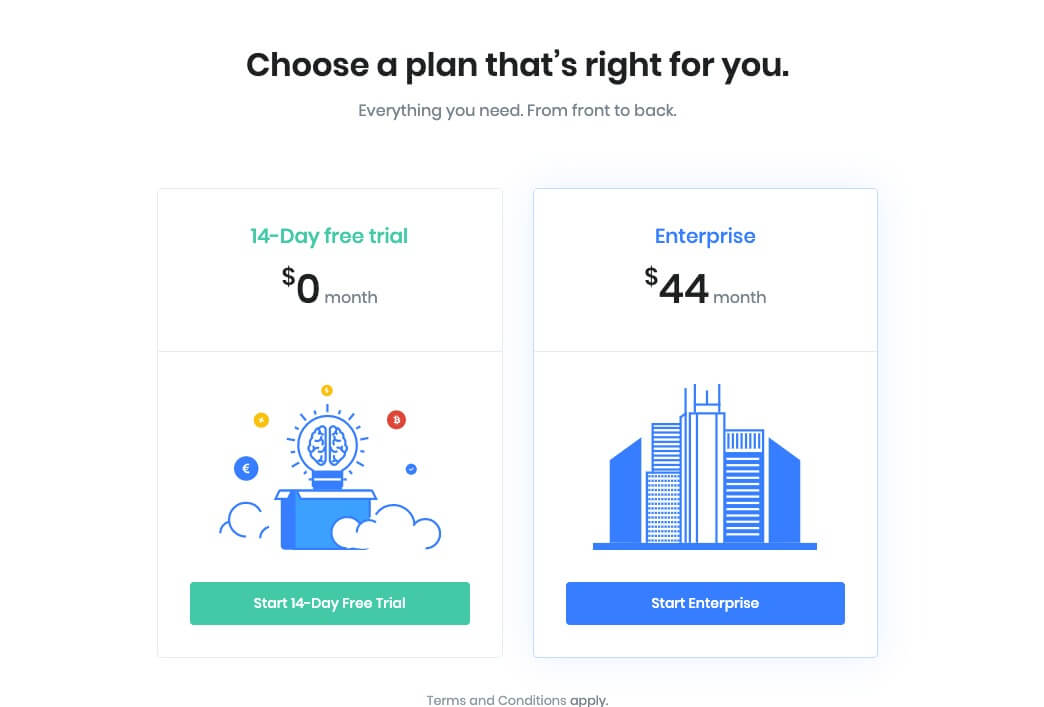 Choose a plan that’s right for you.
Everything you need. From front to back.
14-Day free trial
$0 month
Enterprise
$44 month
Start 14-Day Free Trial
Start Enterprise
Terms and Conditions apply.